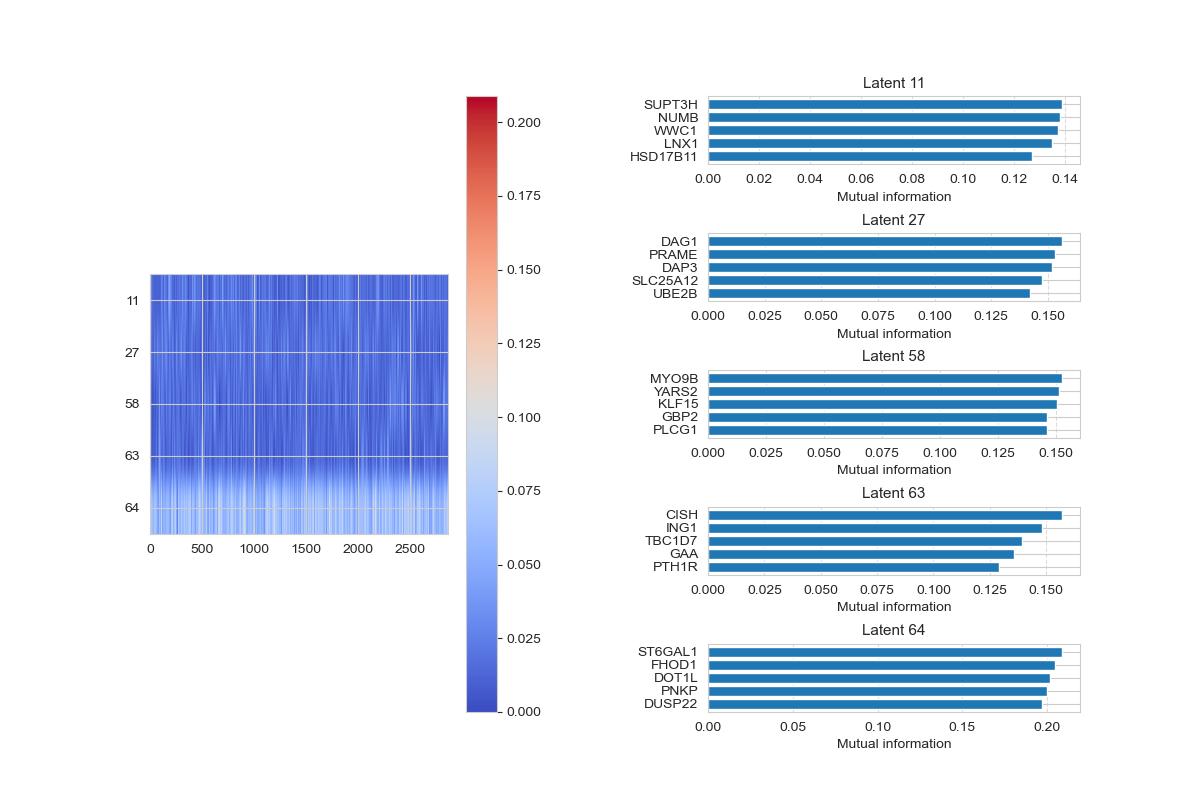 11
27
58
63
64
0 500 1000 1500 2000 2500
0.200
0.175
0.150
0.125
0.100
0.075
0.050
0.025
0.000
Latent 11
SUPT3H
NUMB
WWC1
LNX1
HSD17B11
0.00 0.02 0.04 0.06 0.08 0.10 0.12 0.14
Mutual information
Latent 27
DAG1
PRAME
DAP3
SLC25A12
UBE2B
0.000 0.025 0.050 0.075 0.100 0.125 0.150
Mutual information
Latent 58
MYO9B
YARS2
KLF15
GBP2
PLCG1
0.000 0.025 0.050 0.075 0.100 0.125 0.150
Mutual information
Latent 63
CISH
ING1
TBC1D7
GAA
PTH1R
0.000 0.025 0.050 0.075 0.100 0.125 0.150
Mutual information
Latent 64
ST6GAL1
FHOD1
DOT1L
PNKP
DUSP22
0.00 0.05 0.10 0.15 0.20
Mutual information